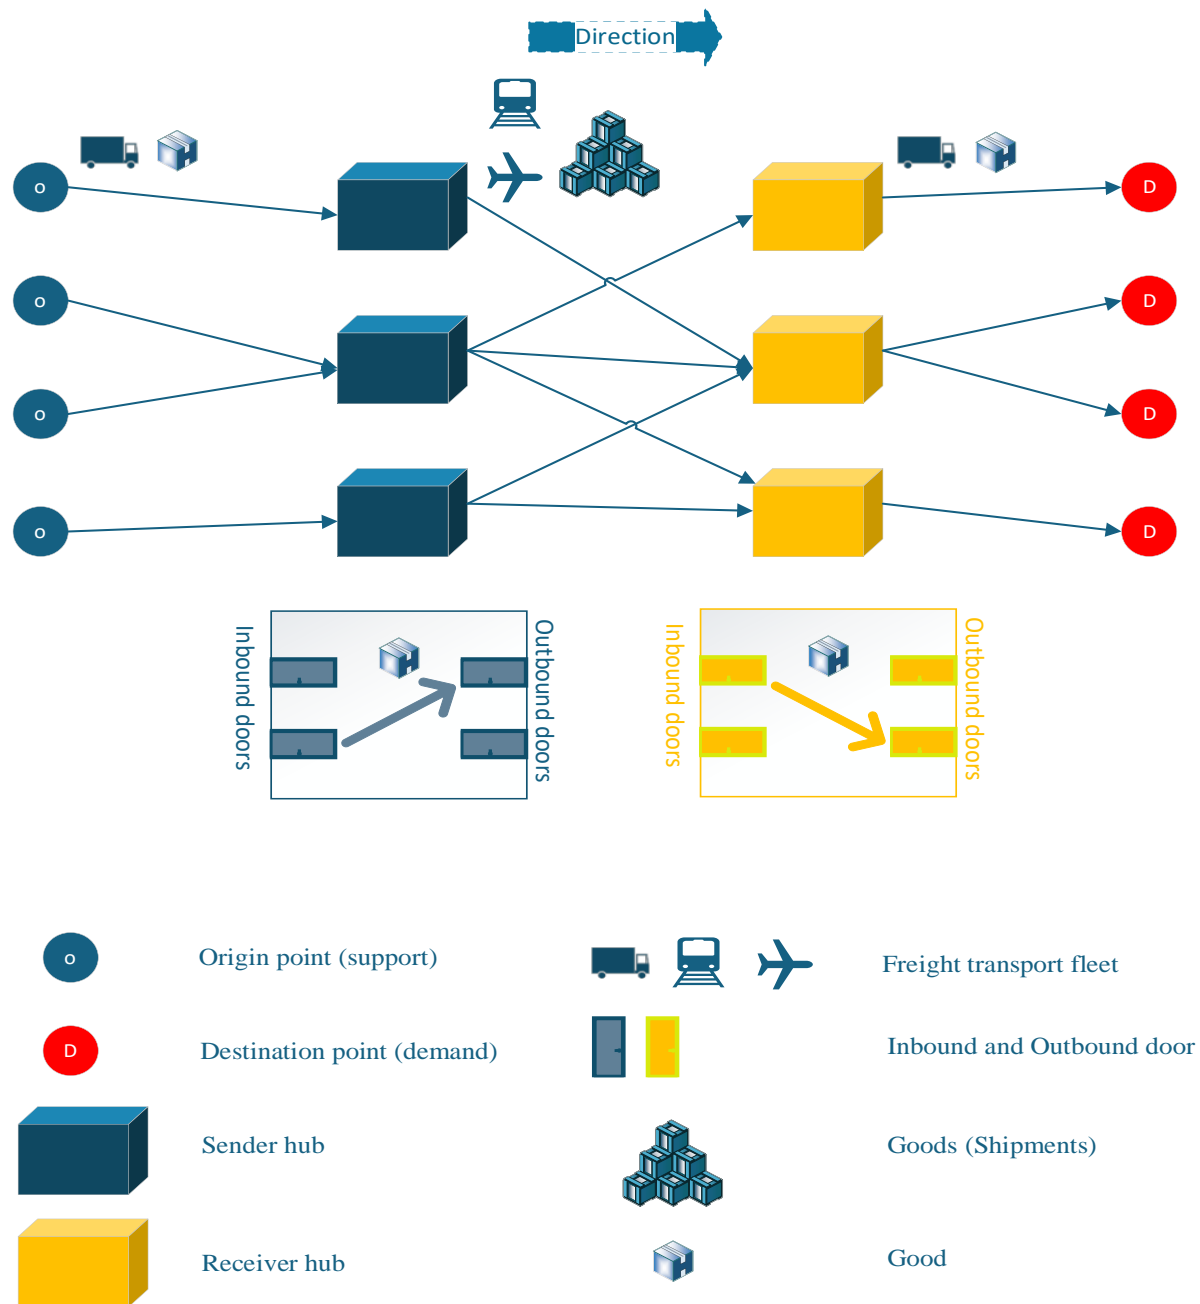 Direction
o
D
o
D
o
D
o
D
Inbound doors
Outbound doors
Inbound doors
Outbound doors
o
Origin point (support)
Freight transport fleet
D
Destination point (demand)
Inbound and Outbound door
Sender hub
Goods (Shipments)
Receiver hub
Good